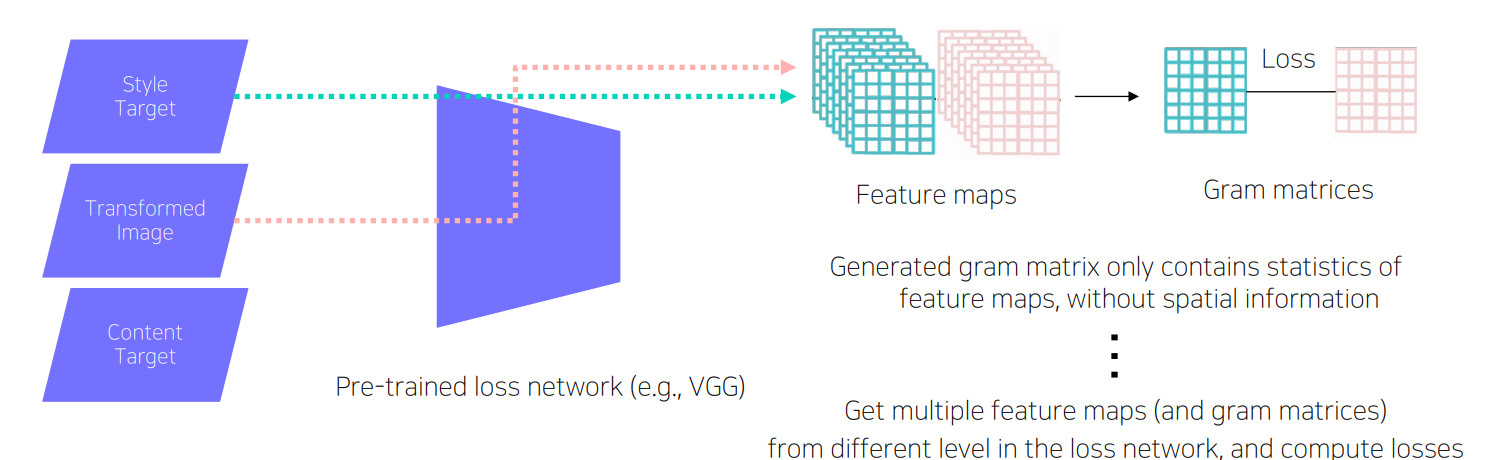 Style
Target
Transformed
Image
Content
Target
Pre-trained loss network (e.g., VGG)
Feature maps
Loss
Gram matrices
Generated gram matrix only contains statistics of
feature maps, without spatial information
Get multiple feature maps (and gram matrices)
from different level in the loss network, and compute losses